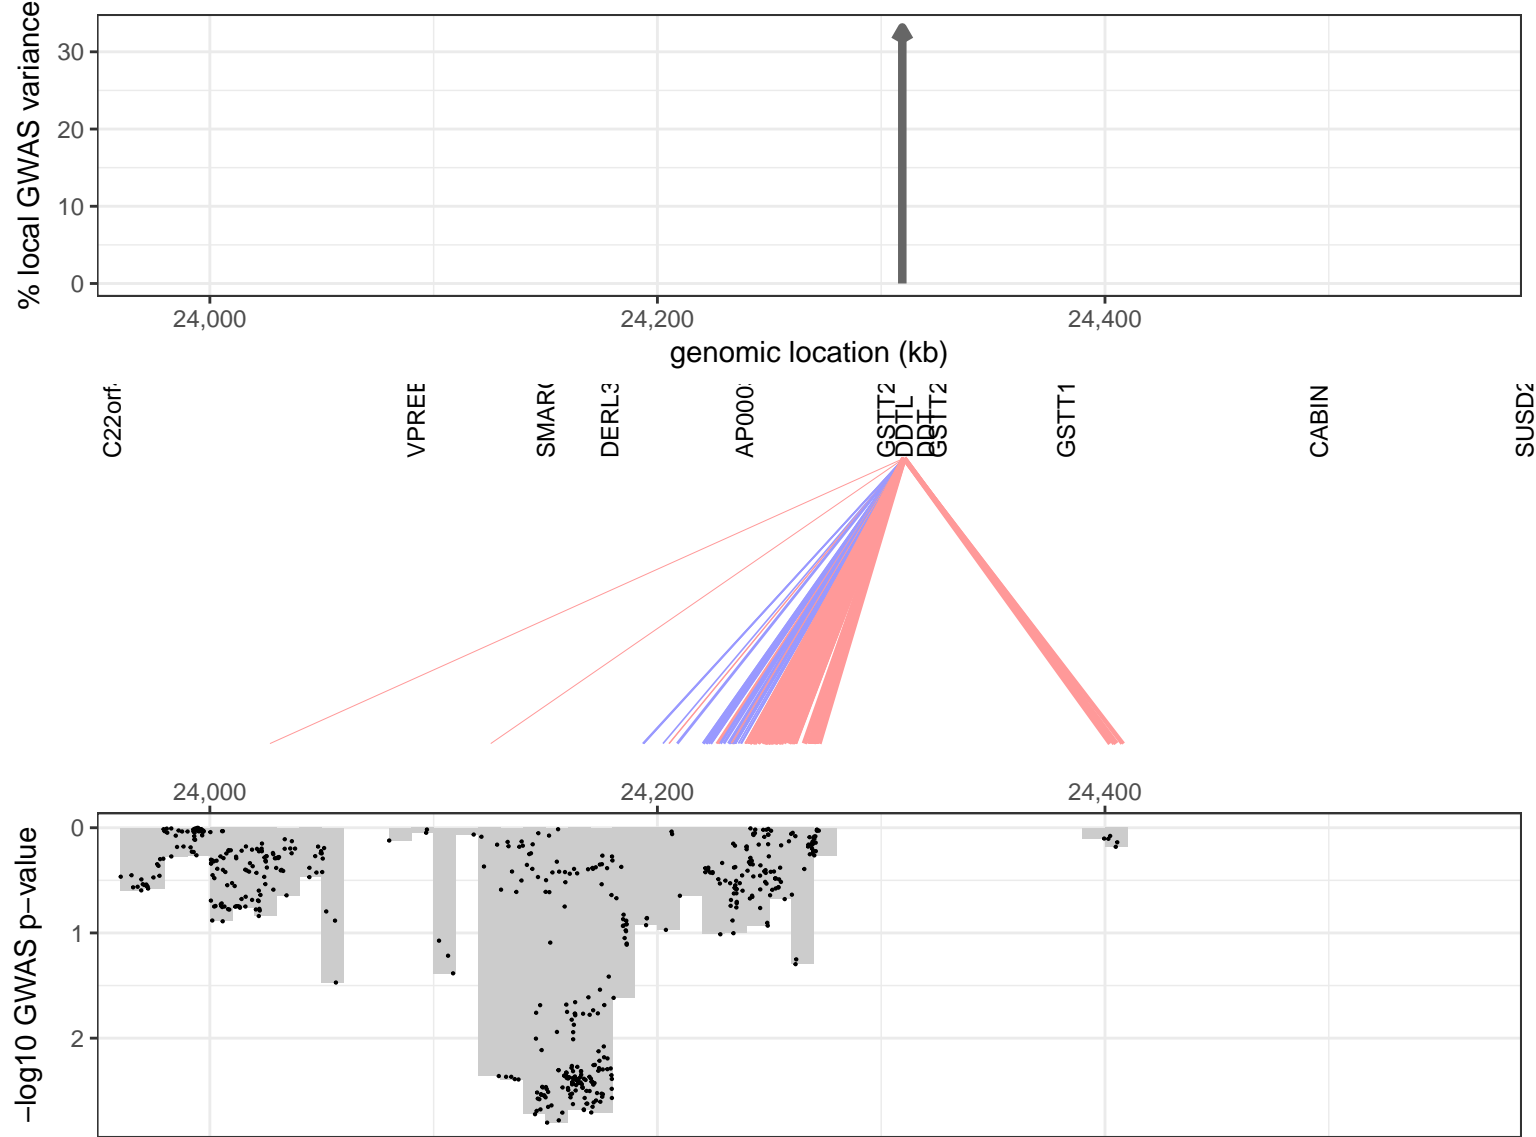 % local GWAS variance
30
20
10
0
24,000 24,200 24,400
genomic location (kb)
C22orf VPREB SMARC DERL3 AP000 GSTT2 DDTL DDT GSTT2 GSTT1 CABIN SUSD2
24,000 24,200 24,400
−log10 GWAS p−value
0
1
2